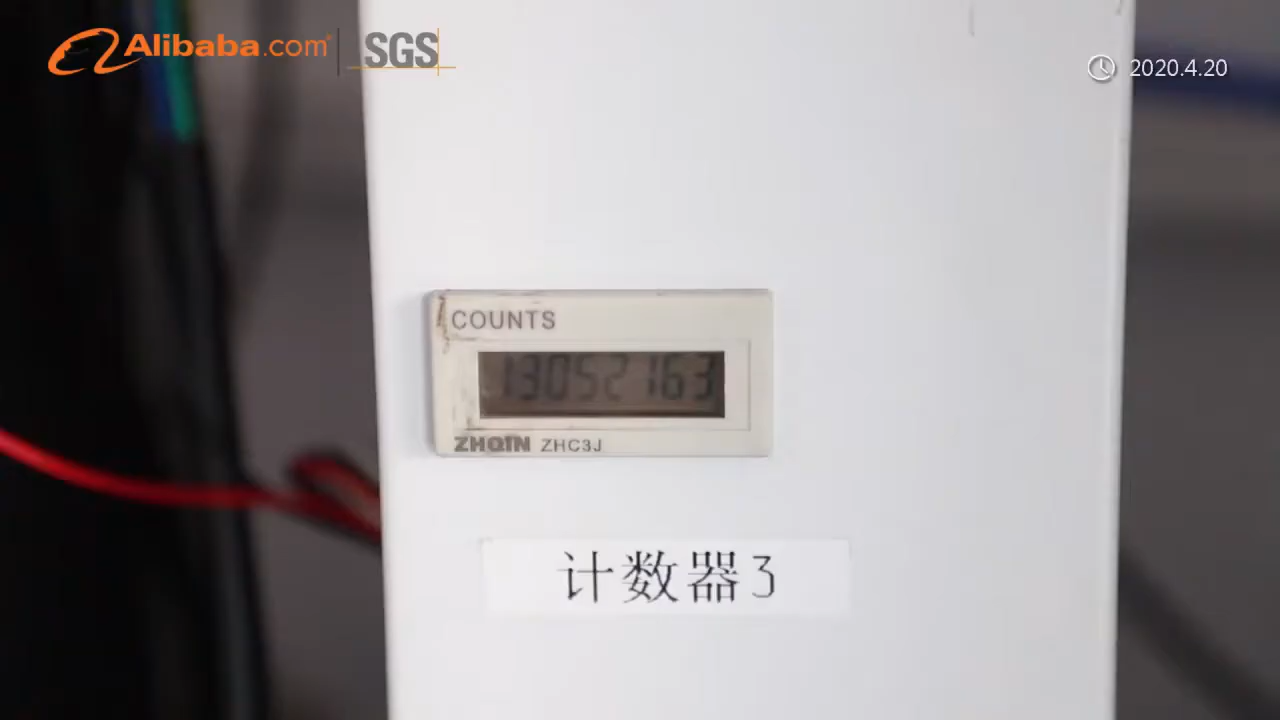 Alibaba.com
SGS
2020.4.20
COUNTS
13052163
ZHQIN ZHC3J
计数器3